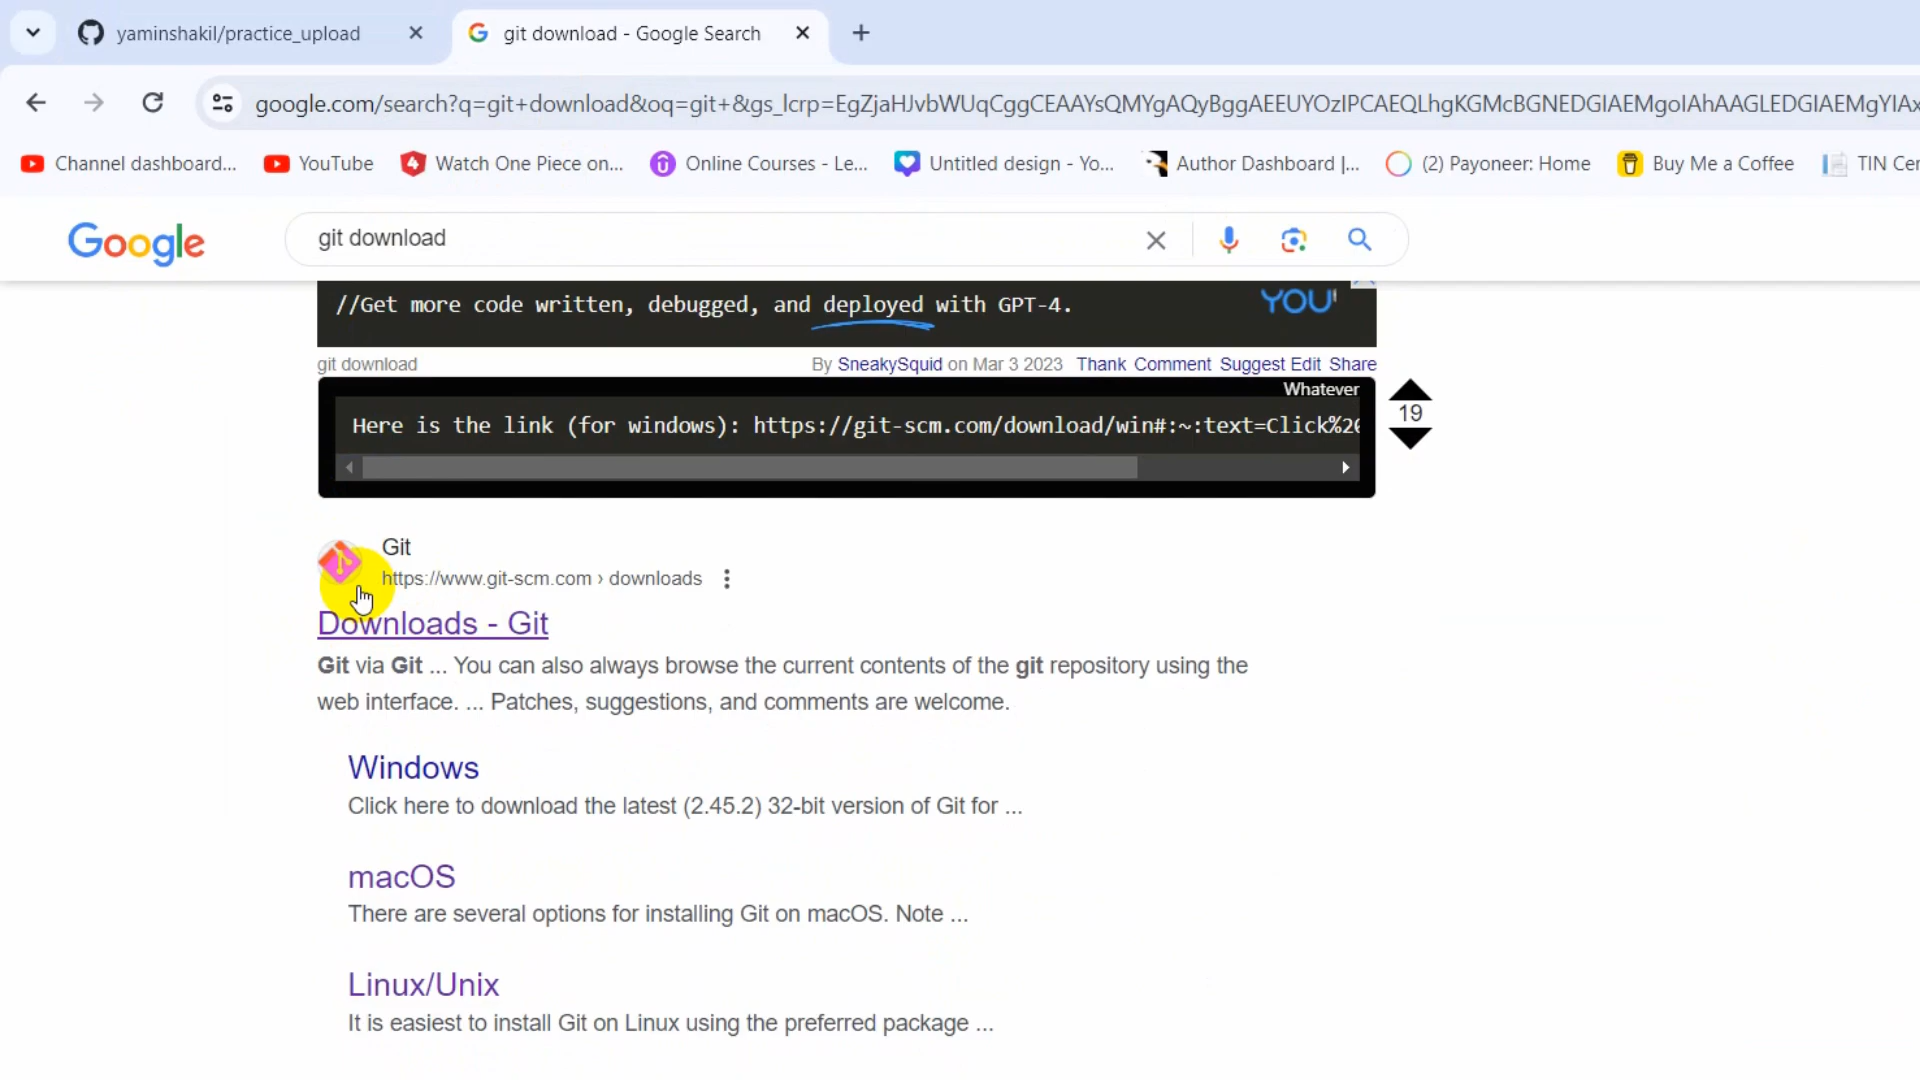 yaminshakil/practice_upload
git download - Google Search
google.com/search?q=git+download&oq=git+&gs_lcrp=EgZjaHJvbWUqCggCEAAYsQMYgAQyBggAEEUYOzIPCAEQLhgKGMcBGNEDGIAEMgoIAhAAGLEDGIAEMgYIAx
Channel dashboard...
YouTube
Watch One Piece on...
Online Courses - Le...
Untitled design - Yo...
Author Dashboard |...
(2) Payoneer: Home
Buy Me a Coffee
TIN Cer
Google
git download
//Get more code written, debugged, and deployed with GPT-4.
YOU
git download
By SneakySquid on Mar 3 2023 Thank Comment Suggest Edit Share
Whatever
Here is the link (for windows): https://git-scm.com/download/win#:~:text=Click%20
19
Git
https://www.git-scm.com › downloads
Downloads - Git
Git via Git ... You can also always browse the current contents of the git repository using the
web interface. ... Patches, suggestions, and comments are welcome.
Windows
Click here to download the latest (2.45.2) 32-bit version of Git for ...
macOS
There are several options for installing Git on macOS. Note ...
Linux/Unix
It is easiest to install Git on Linux using the preferred package ...